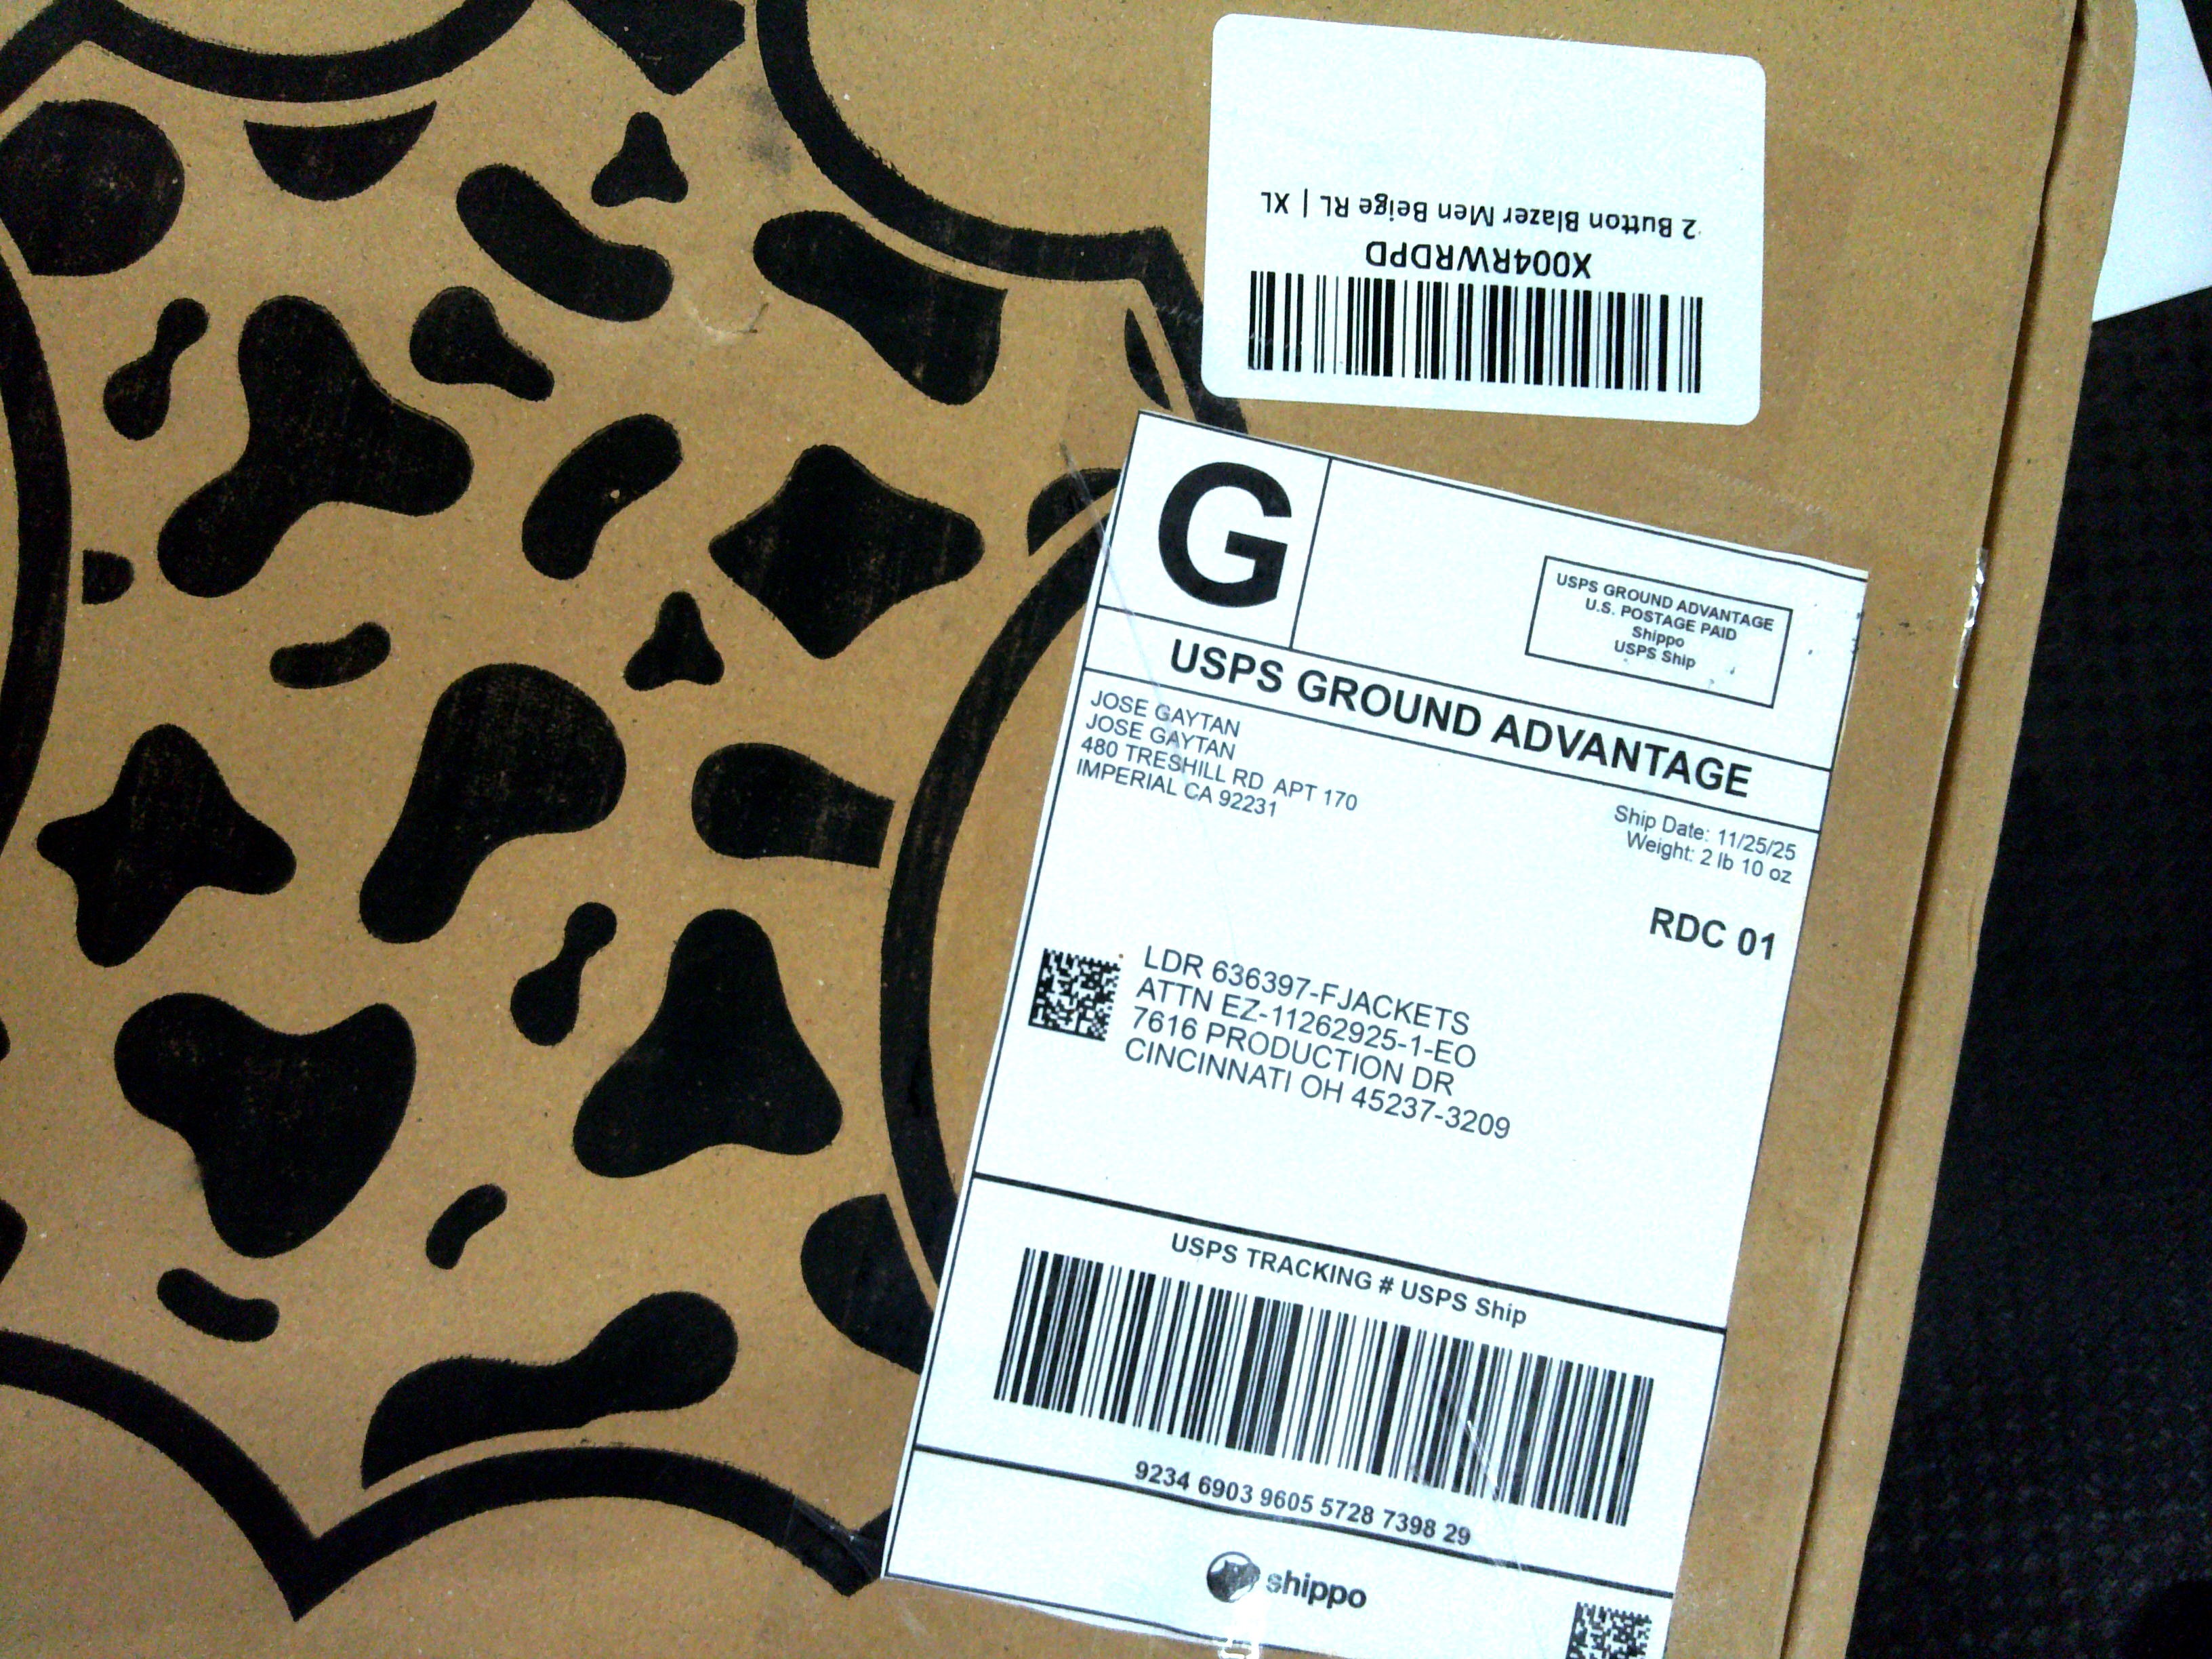 2 Button Blazer Men Beige RL | XL
X004RWRDPD
G
USPS GROUND ADVANTAGE
U.S. POSTAGE PAID
Shippo
USPS Ship
USPS GROUND ADVANTAGE
JOSE GAYTAN
JOSE GAYTAN
480 TRESHILL RD APT 170
IMPERIAL CA 92231
Ship Date: 11/25/25
Weight: 2 lb 10 oz
RDC 01
LDR 636397-FJACKETS
ATTN EZ-11262925-1-EO
7616 PRODUCTION DR
CINCINNATI OH 45237-3209
USPS TRACKING # USPS Ship
9234 6903 9605 5728 7398 29
shippo